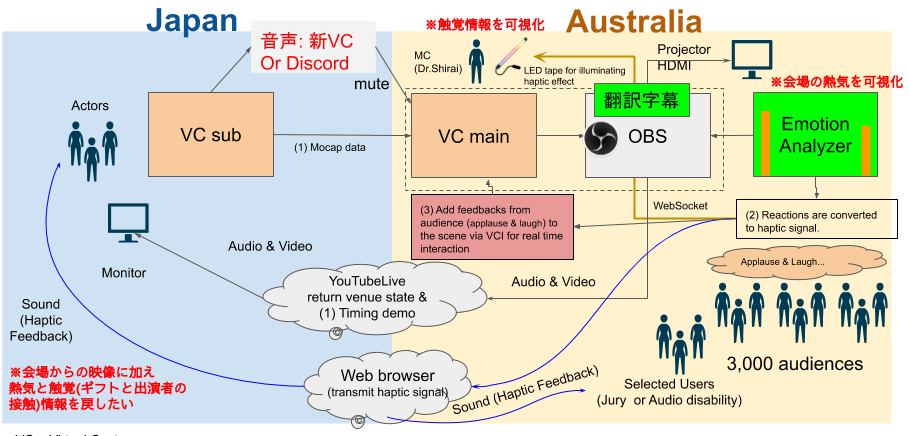 Japan
Australia
音声: 新VC
Or Discord
mute
※触覚情報を可視化
MC
(Dr.Shirai)
LED tape for illuminating
haptic effect
Projector
HDMI
※会場の熱気を可視化
Actors
VC sub
(1) Mocap data
VC main
翻訳字幕
OBS
Emotion
Analyzer
WebSocket
(3) Add feedbacks from
audience (applause & laugh) to
the scene via VCI for real time
interaction
(2) Reactions are converted
to haptic signal.
Monitor
Audio & Video
YouTubeLive
return venue state &
(1) Timing demo
Audio & Video
Applause & Laugh...
Sound
(Haptic
Feedback)
3,000 audiences
※会場からの映像に加え
熱気と触覚(ギフトと出演者の
接触)情報を戻したい
Web browser
(transmit haptic signal)
Sound (Haptic Feedback)
Selected Users
(Jury or Audio disability)